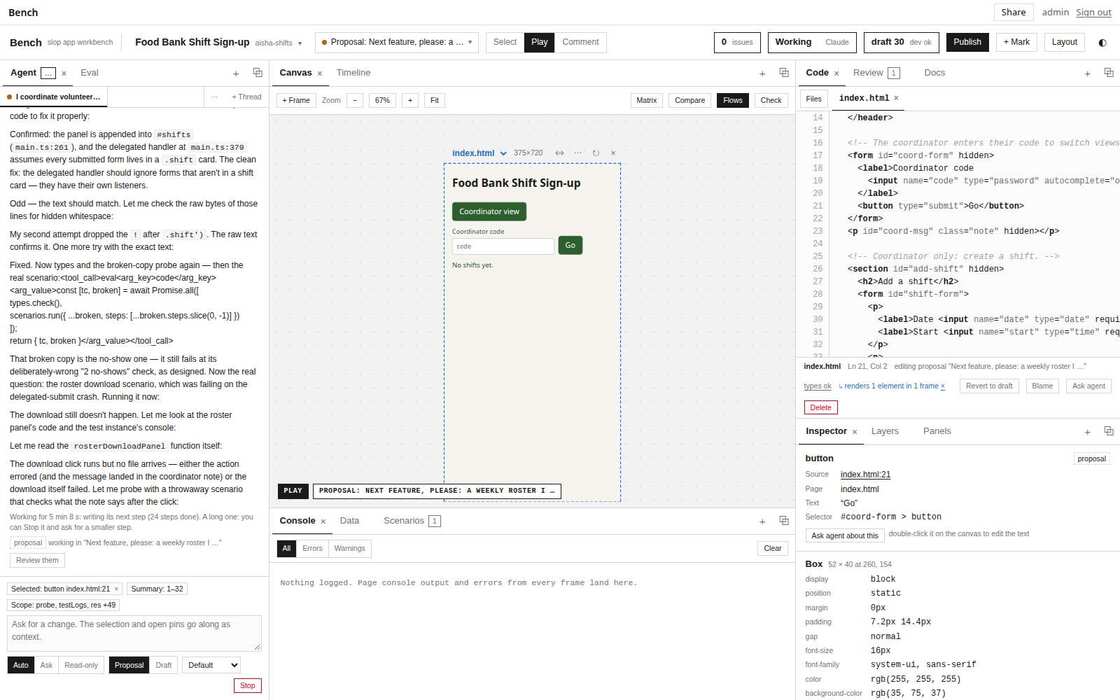 Bench
Share
admin
Sign out
Bench
slop app workbench
Food Bank Shift Sign-up
aisha-shifts
Proposal: Next feature, please: a …
Select
Play
Comment
0 issues
Working Claude
draft 30 dev ok
Publish
+ Mark
Layout
Agent
…
×
Eval
I coordinate volunteer…
…
+ Thread
code to fix it properly:
Confirmed: the panel is appended into #shifts
(main.ts:261), and the delegated handler at main.ts:379
assumes every submitted form lives in a .shift card. The clean
fix: the delegated handler should ignore forms that aren't in a shift
card — they have their own listeners.
Odd — the text should match. Let me check the raw bytes of those
lines for hidden whitespace:
My second attempt dropped the ! after .shift'). The raw text
confirms it. One more try with the exact text:
Fixed. Now types and the broken-copy probe again – then the
real scenario:<tool_call>eval<arg_key>code</arg_key>
<arg_value>const [tc, broken] = await Promise.all([
types.check(),
scenarios.run({ ...broken, steps: [...broken.steps.slice(0, -1)] })
]);
return { tc, broken }</arg_value></tool_call>
That broken copy is the no-show one — it still fails at its
deliberately-wrong "2 no-shows" check, as designed. Now the real
question: the roster download scenario, which was failing on the
delegated-submit crash. Running it now:
The download still doesn't happen. Let me look at the roster
panel's code and the test instance's console:
Let me read the rosterDownloadPanel function itself:
The download click runs but no file arrives — either the action
errored (and the message landed in the coordinator note) or the
download itself failed. Let me probe with a throwaway scenario
that checks what the note says after the click:
Working for 5 min 8 s: writing its next step (24 steps done). A long one: you
can Stop it and ask for a smaller step.
proposal working in "Next feature, please: a weekly roster I …"
Review them
Selected: button index.html:21 ×
Summary: 1–32
Scope: probe, testLogs, res +49
Ask for a change. The selection and open pins go along as
context.
Auto
Ask
Read-only
Proposal
Draft
Default
Stop
Canvas
×
Timeline
+ Frame
Zoom
−
67%
+
Fit
Matrix
Compare
Flows
Check
index.html
375×720
Food Bank Shift Sign-up
Coordinator view
Coordinator code
code
Go
No shifts yet.
PLAY
PROPOSAL: NEXT FEATURE, PLEASE: A WEEKLY ROSTER I …
Console
×
Data
Scenarios
1
All
Errors
Warnings
Clear
Nothing logged. Page console output and errors from every frame land here.
Code
×
Review
1
Docs
Files
index.html ×
14 </header>
15
16 <!-- The coordinator enters their code to switch views
17 <form id="coord-form" hidden>
18 <label>Coordinator code
19 <input name="code" type="password" autocomplete="o
20 </label>
21 <button type="submit">Go</button>
22 </form>
23 <p id="coord-msg" class="note" hidden></p>
24
25 <!-- Coordinator only: create a shift. -->
26 <section id="add-shift" hidden>
27 <h2>Add a shift</h2>
28 <form id="shift-form">
29 <p>
30 <label>Date <input name="date" type="date" requi
31 <label>Start <input name="start" type="time" req
32 </p>
33 <p>
index.html
Ln 21, Col 2
editing proposal "Next feature, please: a weekly roster I …"
types ok
↳ renders 1 element in 1 frame ×
Revert to draft
Blame
Ask agent
Delete
Inspector
×
Layers
Panels
button
proposal
Source index.html:21
Page index.html
Text “Go”
Selector #coord-form > button
Ask agent about this
double-click it on the canvas to edit the text
Box 52 × 40 at 260, 154
display block
position static
margin 0px
padding 7.2px 14.4px
gap normal
font-size 16px
font-family system-ui, sans-serif
color rgb(255, 255, 255)
background-color rgb(35, 75, 37)